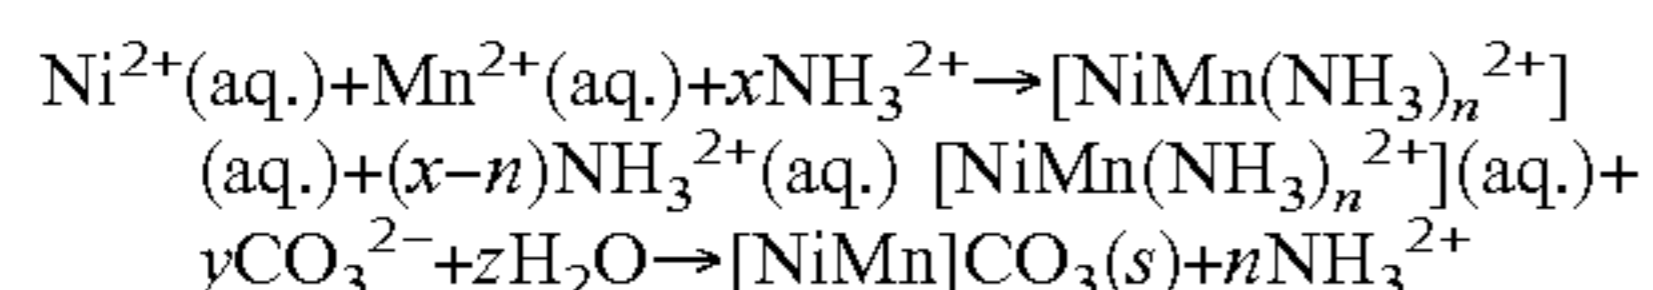 Ni²⁺(aq.)+Mn²⁺(aq.)+xNH₃²⁺→[NiMn(NH₃)ₙ²⁺]
(aq.)+(x−n)NH₃²⁺(aq.) [NiMn(NH₃)ₙ²⁺](aq.)+
yCO₃²⁻+zH₂O→[NiMn]CO₃(s)+nNH₃²⁺